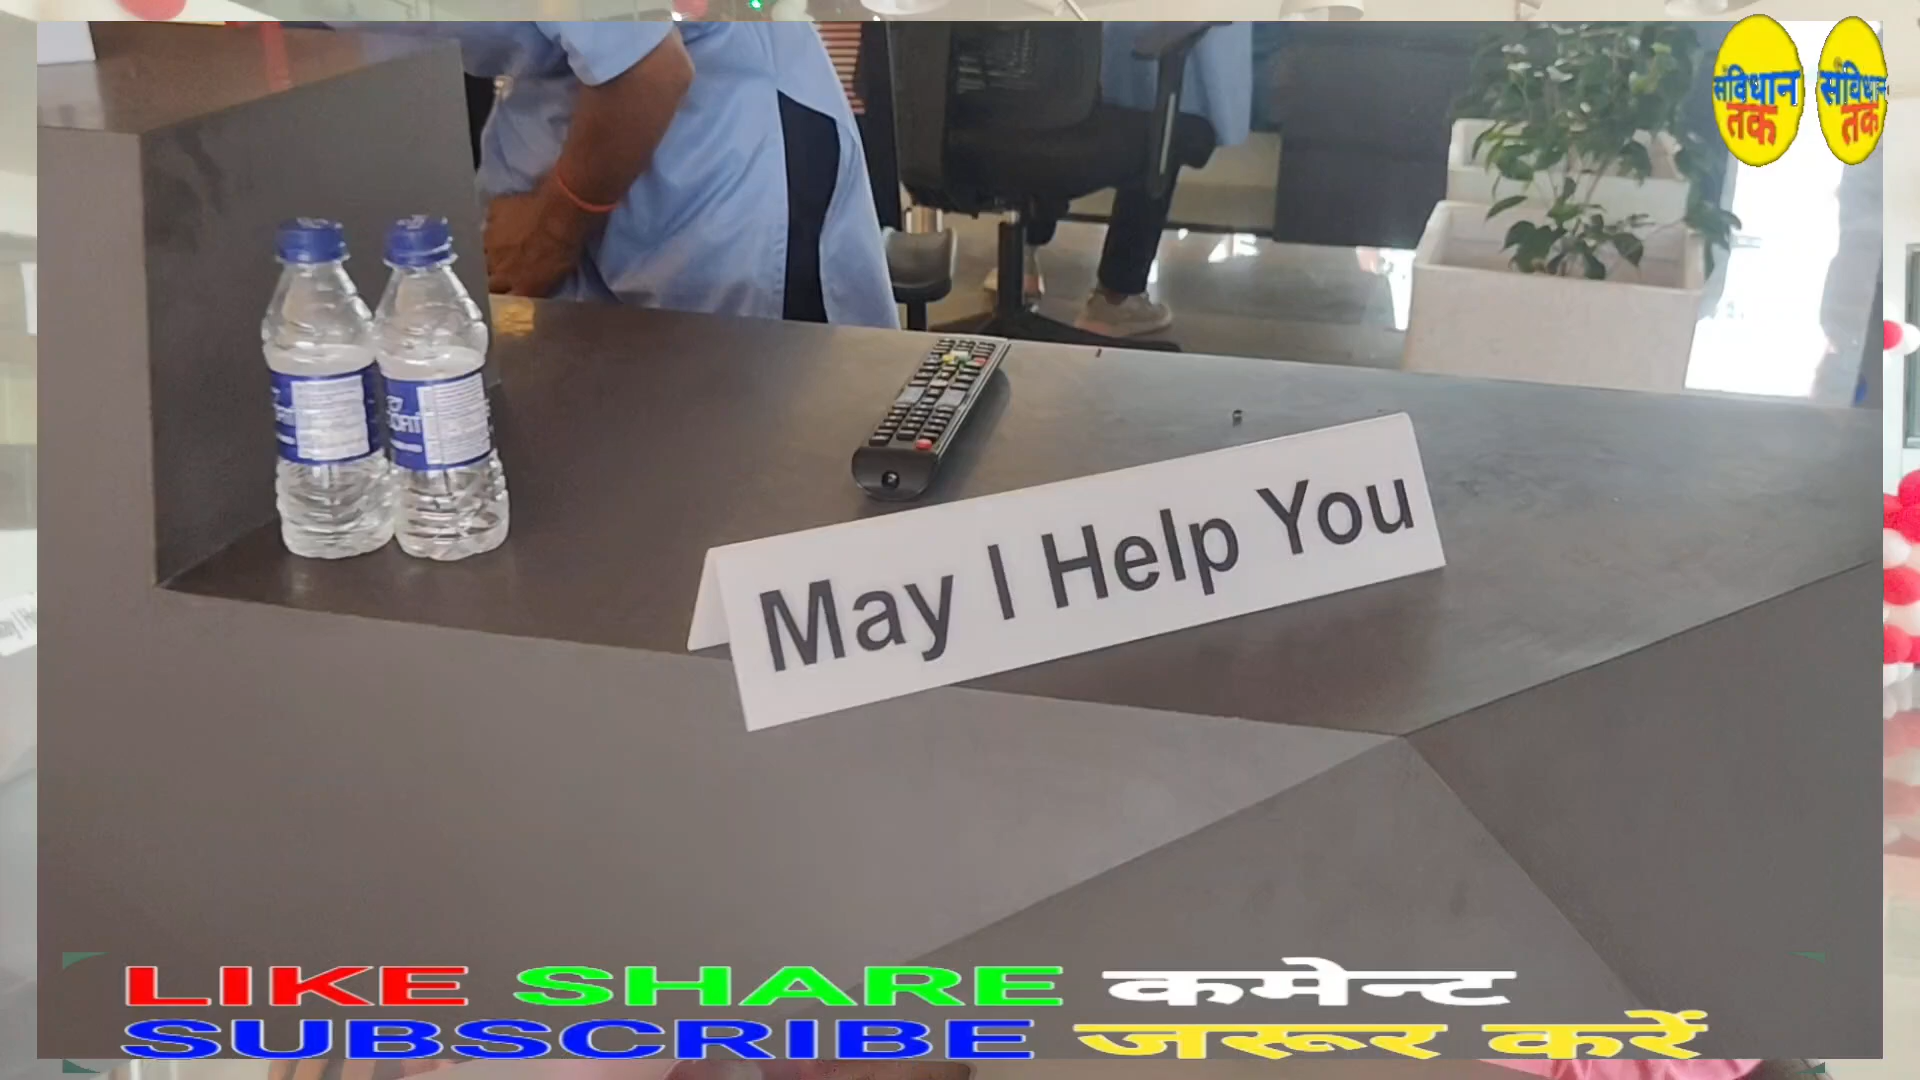 संविधान
तक
संविधान
तक
May I Help You
LIKE SHARE कमेन्ट
SUBSCRIBE जरूर करें